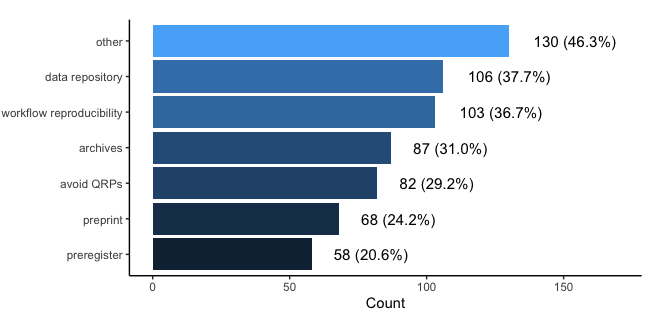 other 130 (46.3%)
data repository 106 (37.7%)
workflow reproducibility 103 (36.7%)
archives 87 (31.0%)
avoid QRPs 82 (29.2%)
preprint 68 (24.2%)
preregister 58 (20.6%)
0 50 100 150
Count